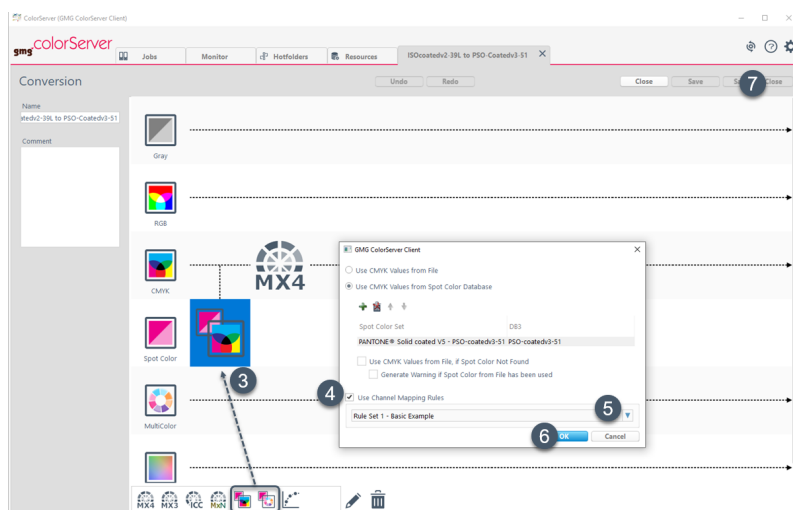 ColorServer (GMG ColorServer Client)
gmg colorServer
Jobs Monitor Hotfolders Resources ISOcoatedv2-39L to PSO-Coatedv3-51
Conversion Undo Redo Close Save 7 Close
Name
atedv2-39L to PSO-Coatedv3-51
Comment
Gray
RGB
CMYK
MX4
Spot Color
3
MultiColor
GMG ColorServer Client
Use CMYK Values from File
Use CMYK Values from Spot Color Database
Spot Color Set DB3
PANTONE® Solid coated V5 - PSO-coatedv3-51 PSO-coatedv3-51
Use CMYK Values from File, if Spot Color Not Found
Generate Warning if Spot Color from File has been used
4 Use Channel Mapping Rules
Rule Set 1 - Basic Example 5
6 OK Cancel
MX4 MX3 ICC MxN